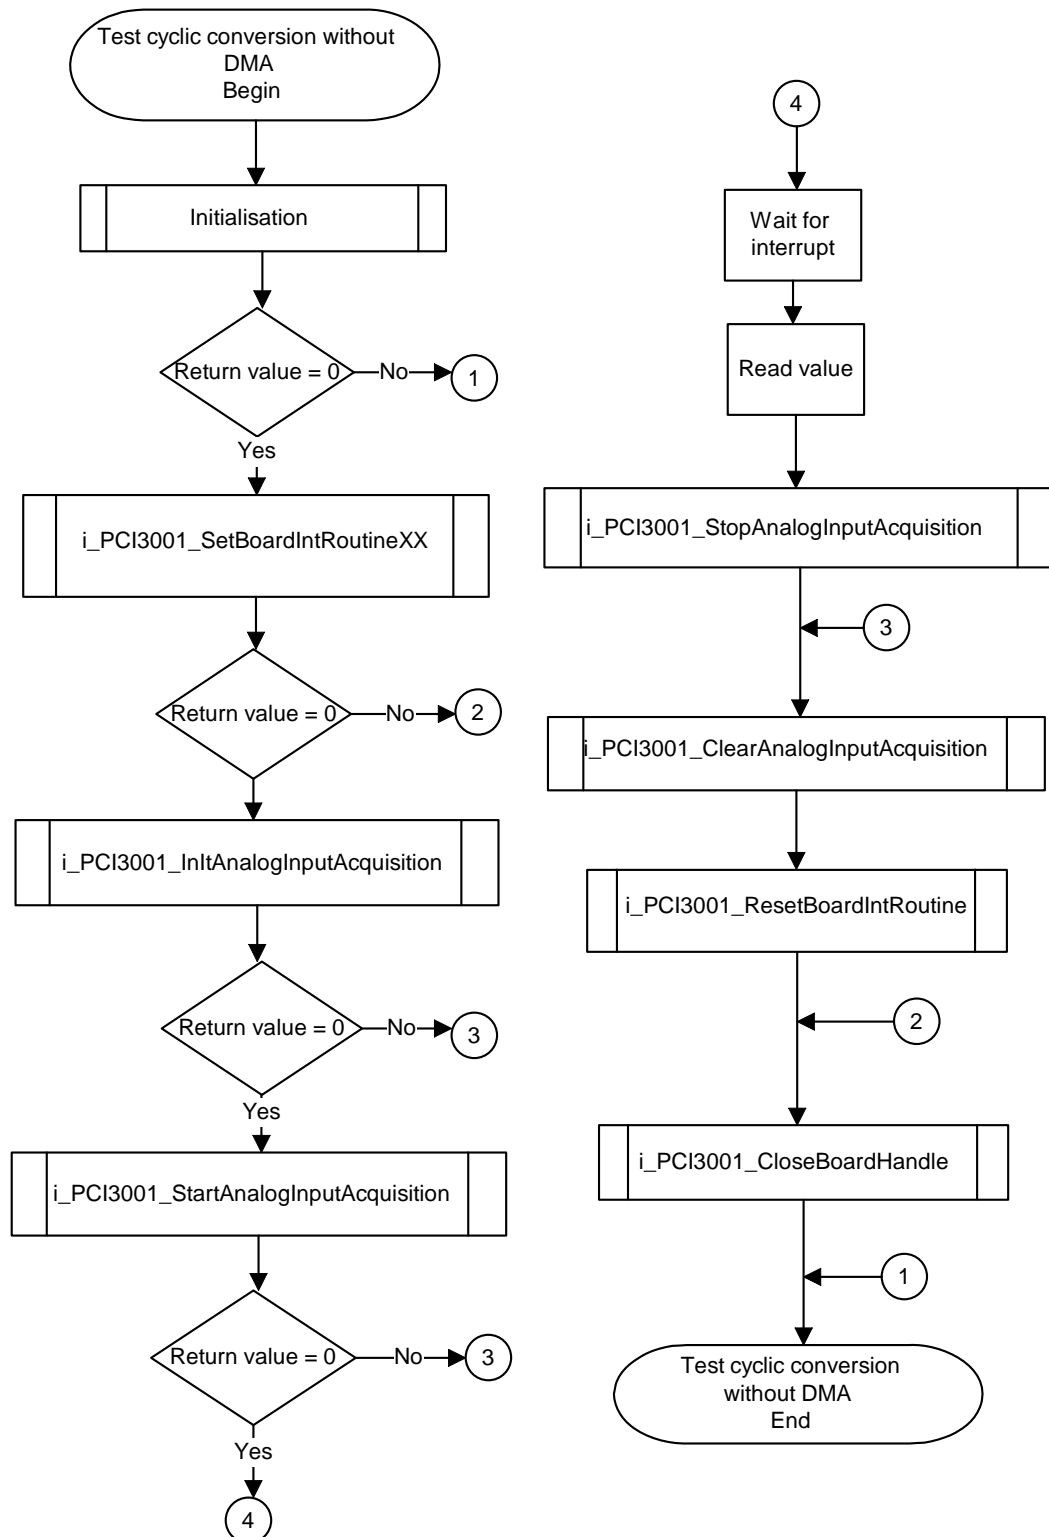 Test cyclic conversion without
DMA
Begin
Initialisation
Return value = 0
No
1
Yes
i_PCI3001_SetBoardIntRoutineXX
Return value = 0
No
2
i_PCI3001_InItAnalogInputAcquisition
Return value = 0
No
3
Yes
i_PCI3001_StartAnalogInputAcquisition
Return value = 0
No
3
Yes
4
4
Wait for
interrupt
Read value
i_PCI3001_StopAnalogInputAcquisition
3
i_PCI3001_ClearAnalogInputAcquisition
i_PCI3001_ResetBoardIntRoutine
2
i_PCI3001_CloseBoardHandle
1
Test cyclic conversion
without DMA
End